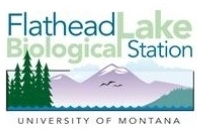 Flathead Lake
Biological Station
UNIVERSITY OF MONTANA